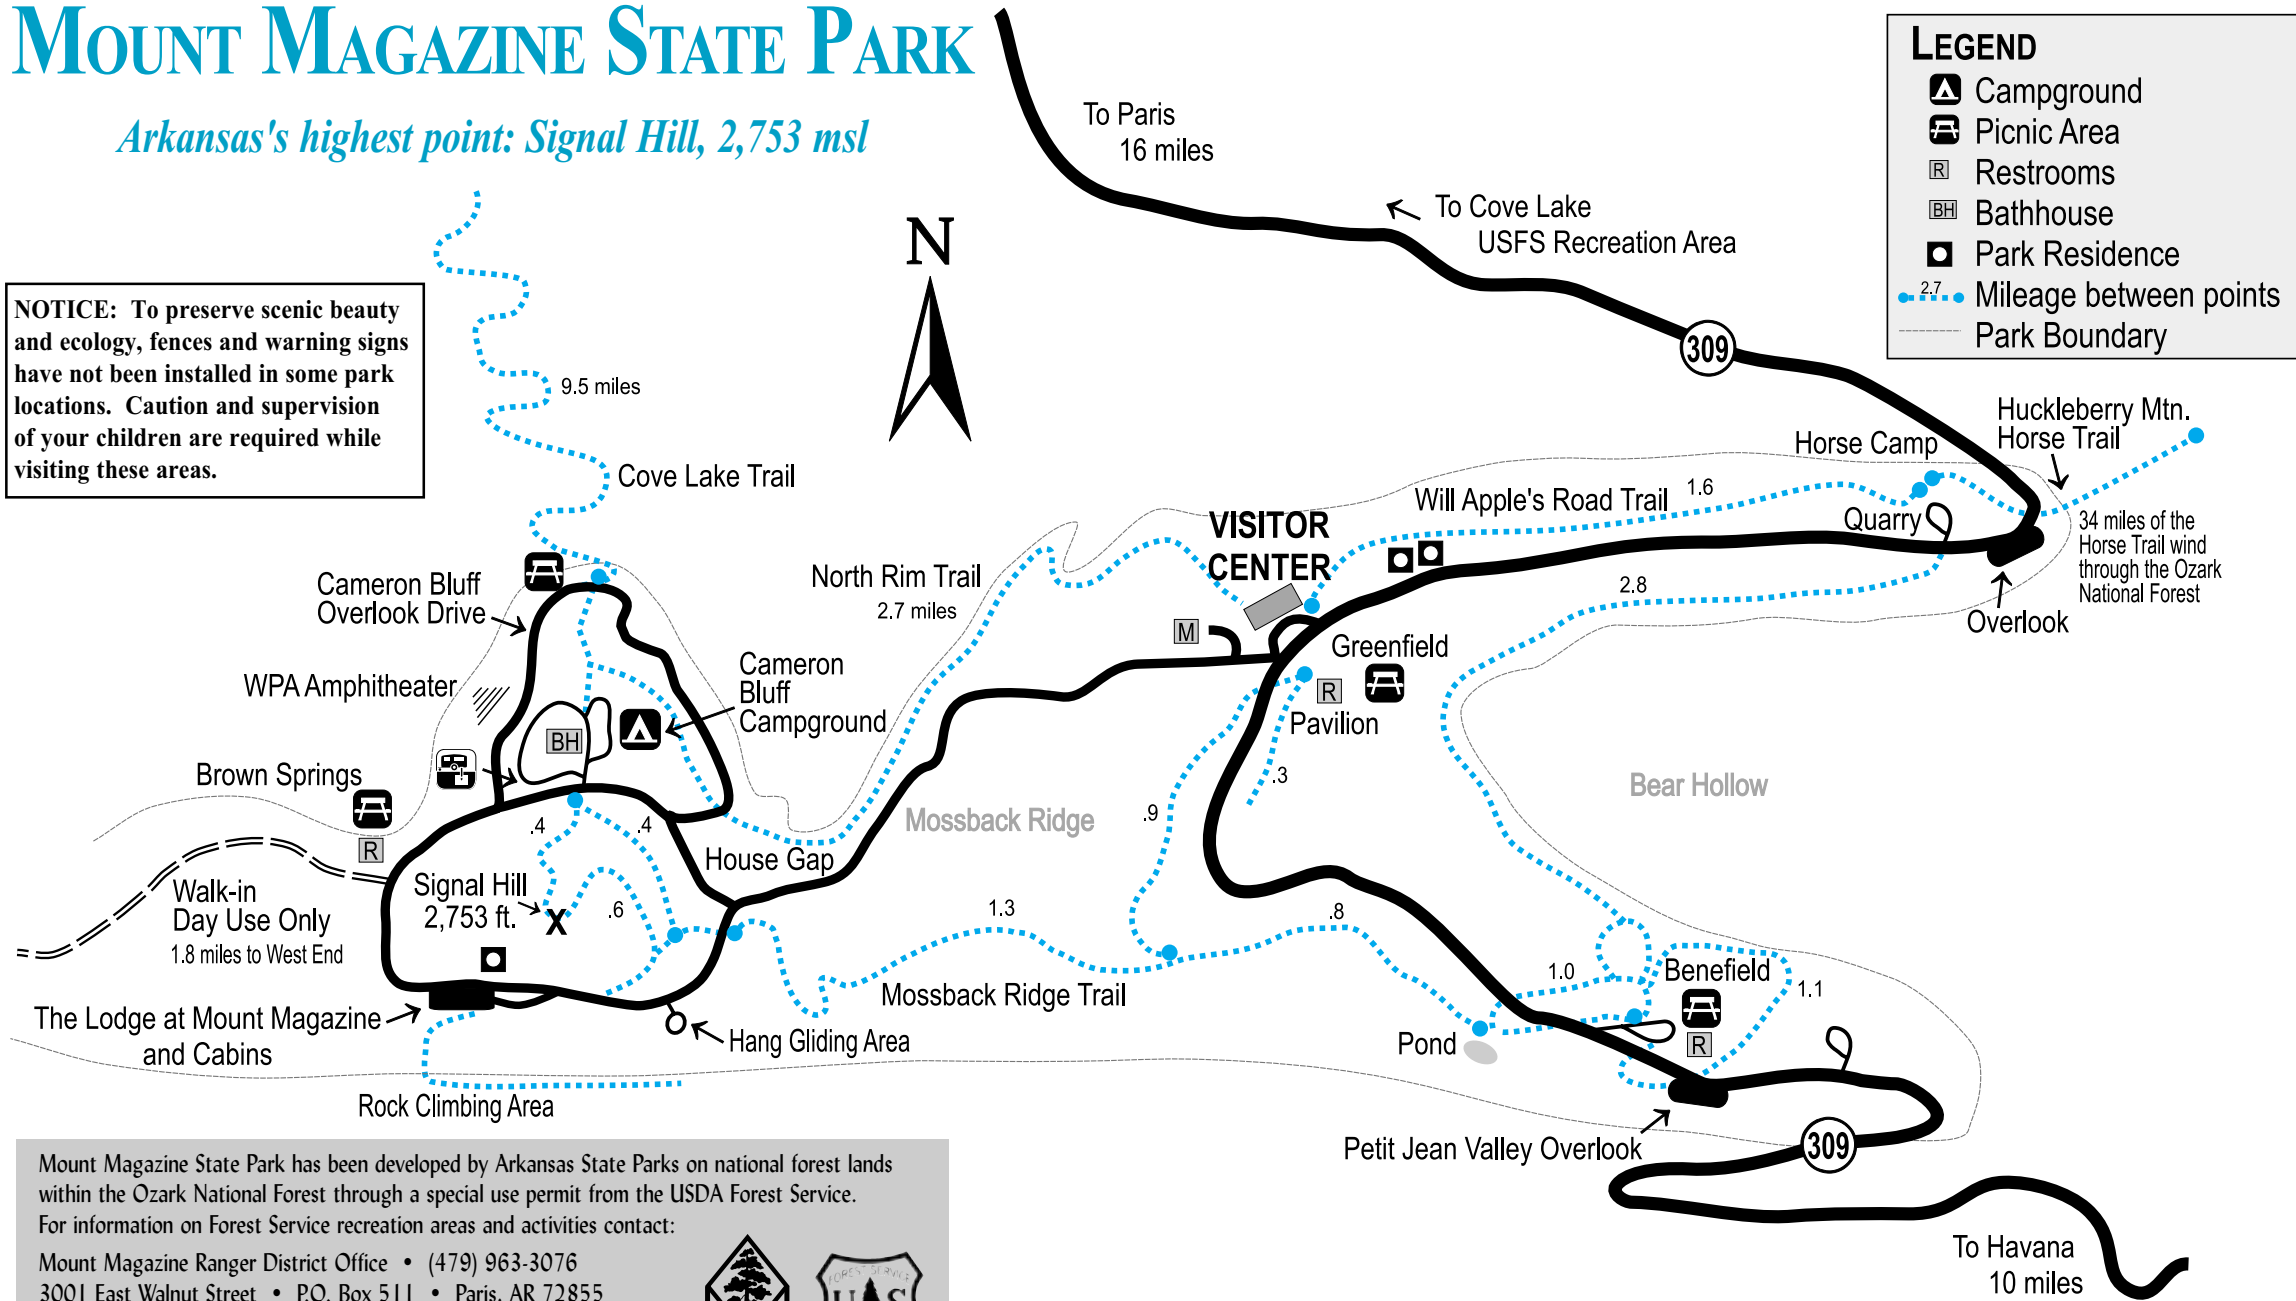 MOUNT MAGAZINE STATE PARK
Arkansas's highest point: Signal Hill, 2,753 msl
NOTICE: To preserve scenic beauty
and ecology, fences and warning signs
have not been installed in some park
locations. Caution and supervision
of your children are required while
visiting these areas.
LEGEND
Campground
Picnic Area
R Restrooms
BH Bathhouse
Park Residence
2.7 Mileage between points
Park Boundary
To Paris
16 miles
To Cove Lake
USFS Recreation Area
N
309
9.5 miles
Cove Lake Trail
Huckleberry Mtn.
Horse Trail
Horse Camp
Will Apple's Road Trail
1.6
Quarry
34 miles of the
Horse Trail wind
through the Ozark
National Forest
Overlook
2.8
VISITOR
CENTER
North Rim Trail
2.7 miles
M
Greenfield
R
Pavilion
.3
Cameron Bluff
Overlook Drive
WPA Amphitheater
Cameron
Bluff
Campground
BH
Brown Springs
R
Walk-in
Day Use Only
1.8 miles to West End
.4
.4
Signal Hill
2,753 ft.
X
.6
House Gap
Mossback Ridge
.9
Bear Hollow
1.3
.8
Mossback Ridge Trail
1.0
Benefield
R
1.1
Pond
The Lodge at Mount Magazine
and Cabins
Hang Gliding Area
Rock Climbing Area
Petit Jean Valley Overlook
309
To Havana
10 miles
Mount Magazine State Park has been developed by Arkansas State Parks on national forest lands
within the Ozark National Forest through a special use permit from the USDA Forest Service.
For information on Forest Service recreation areas and activities contact:
Mount Magazine Ranger District Office • (479) 963-3076
3001 East Walnut Street • P.O. Box 511 • Paris, AR 72855
FOREST SERVICE
U S